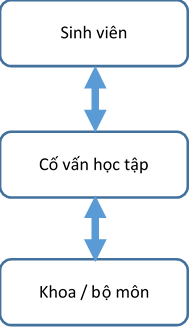 Sinh viên
Cố vấn học tập
Khoa / bộ môn